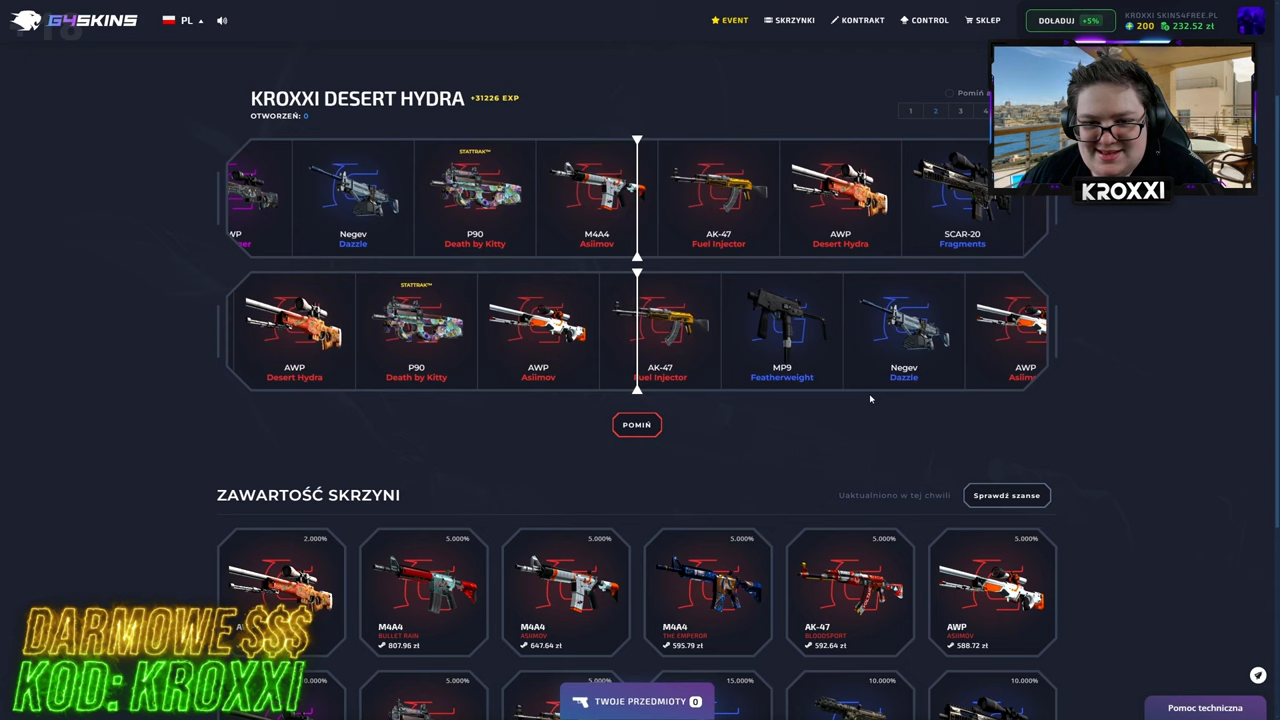 G4SKINS
PL
EVENT
SKRZYNKI
KONTRAKT
CONTROL
SKLEP
DOŁADUJ +5%
KROXXI SKINS4FREE.PL
200 232.52 zł
KROXXI DESERT HYDRA +31226 EXP
OTWORZEŃ: 0
Pomiń
1 2 3 4
KROXXI
Negev
Dazzle
STATTRAK™
P90
Death by Kitty
M4A4
Asiimov
AK-47
Fuel Injector
AWP
Desert Hydra
SCAR-20
Fragments
AWP
Desert Hydra
STATTRAK™
P90
Death by Kitty
AWP
Asiimov
AK-47
Fuel Injector
MP9
Featherweight
Negev
Dazzle
AWP
POMIŃ
ZAWARTOŚĆ SKRZYNI
Uaktualniono w tej chwili
Sprawdź szanse
2.000%
5.000%
M4A4
BULLET RAIN
807.96 zł
5.000%
M4A4
ASIIMOV
647.64 zł
5.000%
M4A4
THE EMPEROR
595.79 zł
5.000%
AK-47
BLOODSPORT
592.64 zł
5.000%
AWP
ASIIMOV
588.72 zł
DARMOWE $$$
KOD: KROXXI
15.000%
10.000%
10.000%
TWOJE PRZEDMIOTY 0
Pomoc techniczna